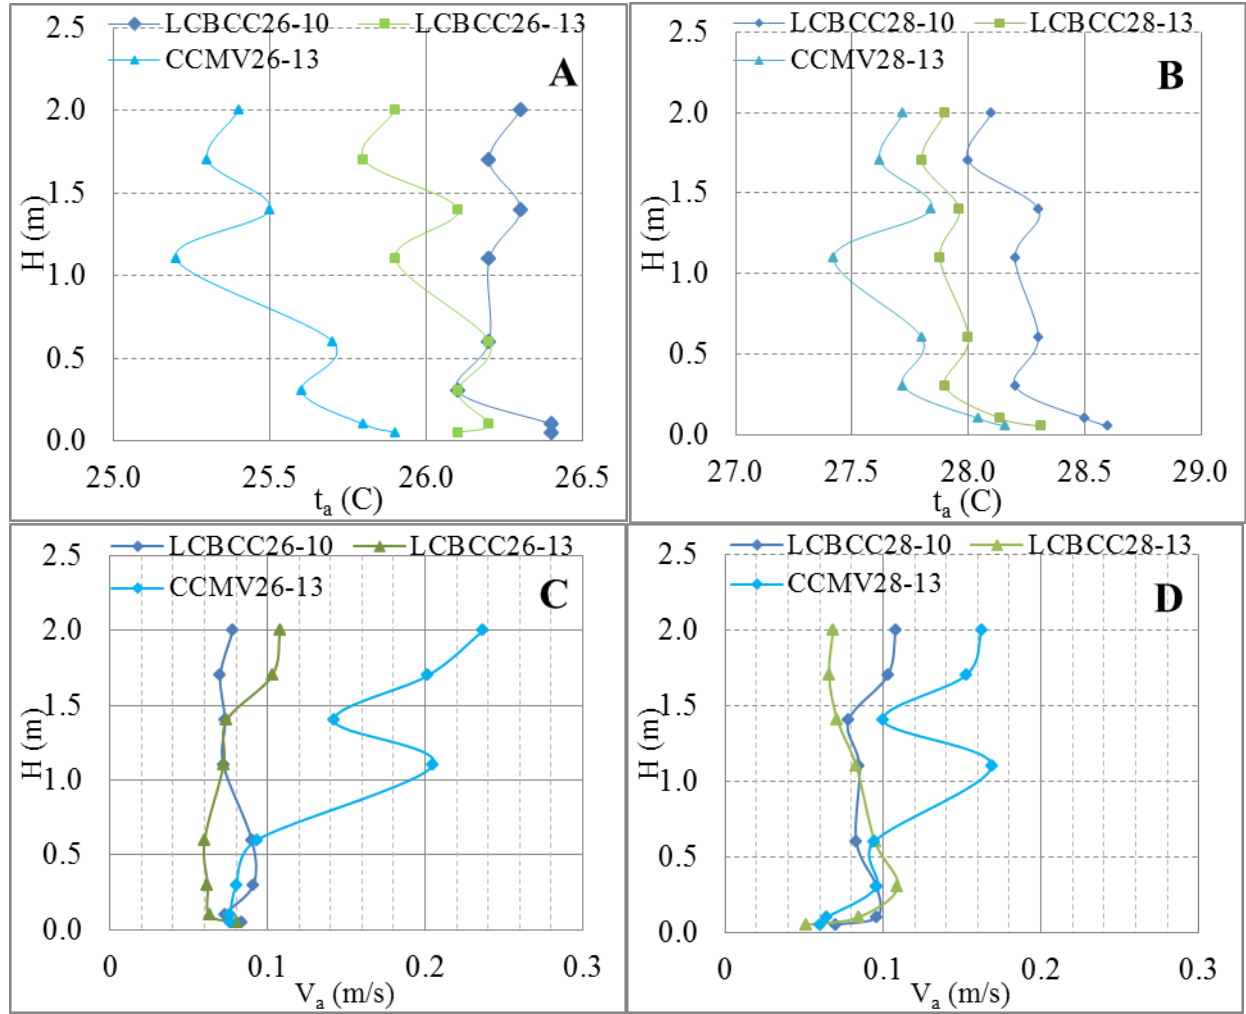 LCBCC26-10 LCBCC26-13
CCMV26-13
A
2.5
2.0
1.5
1.0
0.5
0.0
H (m)
25.0 25.5 26.0 26.5
ta (C)
LCBCC28-10 LCBCC28-13
CCMV28-13
B
2.5
2.0
1.5
1.0
0.5
0.0
H (m)
27.0 27.5 28.0 28.5 29.0
ta (C)
LCBCC26-10 LCBCC26-13
CCMV26-13
C
2.5
2.0
1.5
1.0
0.5
0.0
H (m)
0 0.1 0.2 0.3
Va (m/s)
LCBCC28-10 LCBCC28-13
CCMV28-13
D
2.5
2.0
1.5
1.0
0.5
0.0
H (m)
0 0.1 0.2 0.3
Va (m/s)